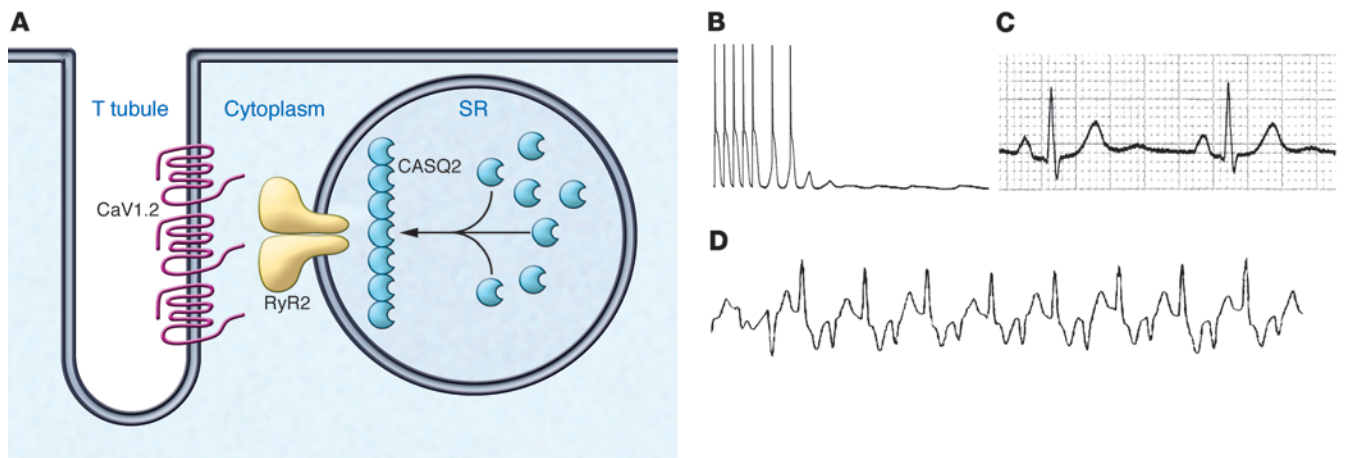 A
B
C
T tubule
Cytoplasm
SR
CASQ2
CaV1.2
RyR2
D